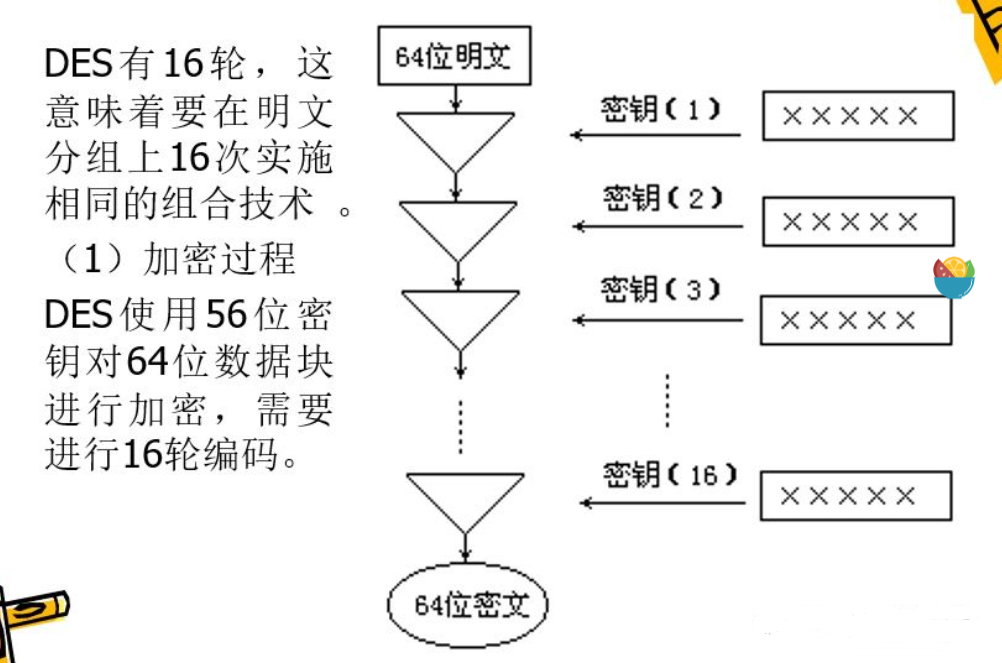 DES有16轮，这
意味着要在明文
分组上16次实施
相同的组合技术 。
（1）加密过程
DES使用56位密
钥对64位数据块
进行加密，需要
进行16轮编码。
64位明文
密钥(1)
×××××
密钥(2)
×××××
密钥(3)
×××××
密钥(16)
×××××
64位密文